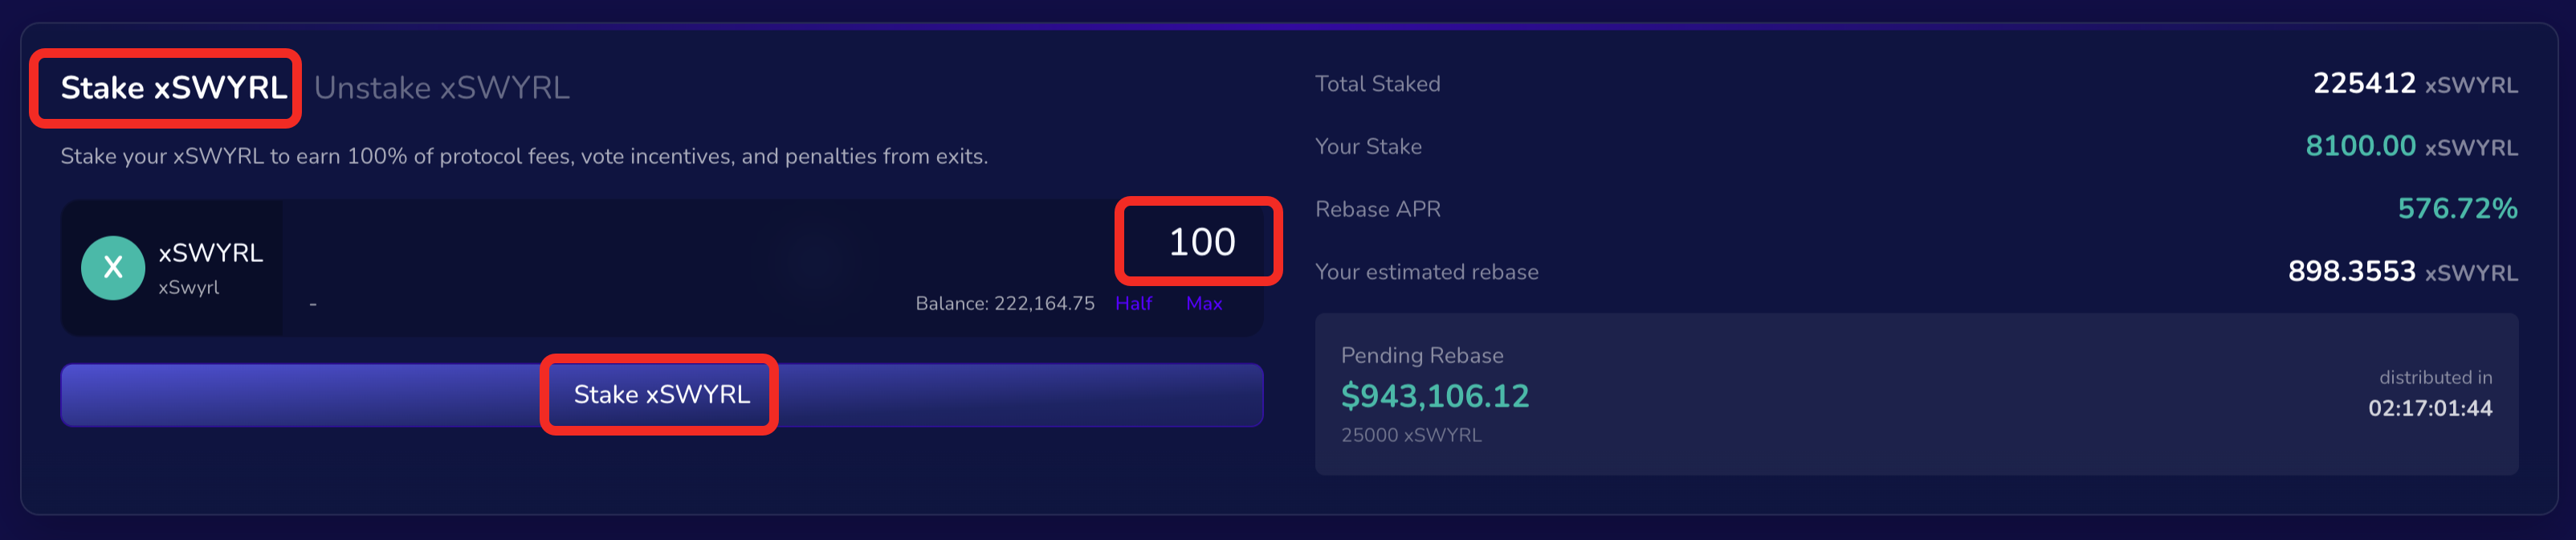 Stake xSWYRL Unstake xSWYRL
Stake your xSWYRL to earn 100% of protocol fees, vote incentives, and penalties from exits.
X
xSWYRL
xSwyrl
100
-
Balance: 222,164.75 Half Max
Stake xSWYRL
Total Staked 225412 xSWYRL
Your Stake 8100.00 xSWYRL
Rebase APR 576.72%
Your estimated rebase 898.3553 xSWYRL
Pending Rebase
$943,106.12
25000 xSWYRL
distributed in
02:17:01:44